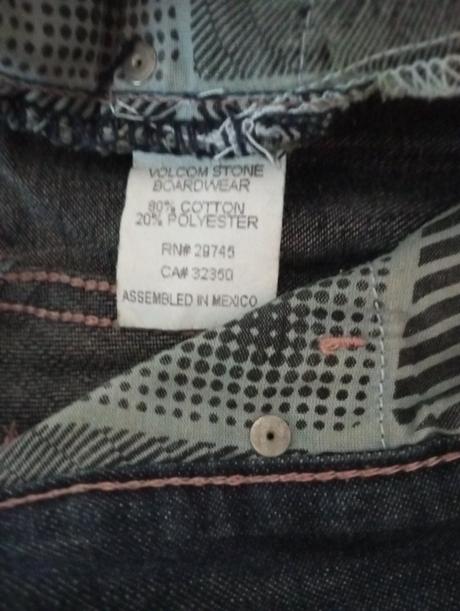 VOLCOM STONE
BOARDWEAR
80% COTTON
20% POLYESTER
RN# 29745
CA# 32350
ASSEMBLED IN MEXICO